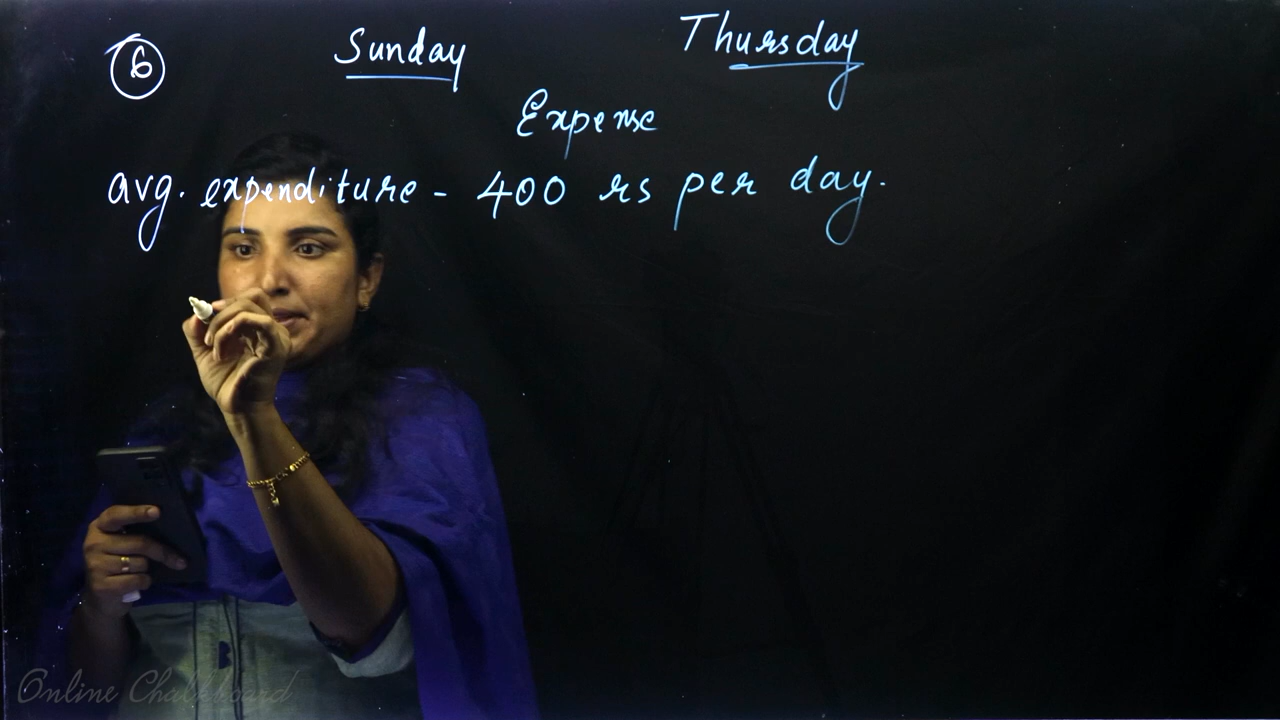 6 Sunday Thursday
Expense
avg. expenditure - 400 rs per day.
Online Chalkboard